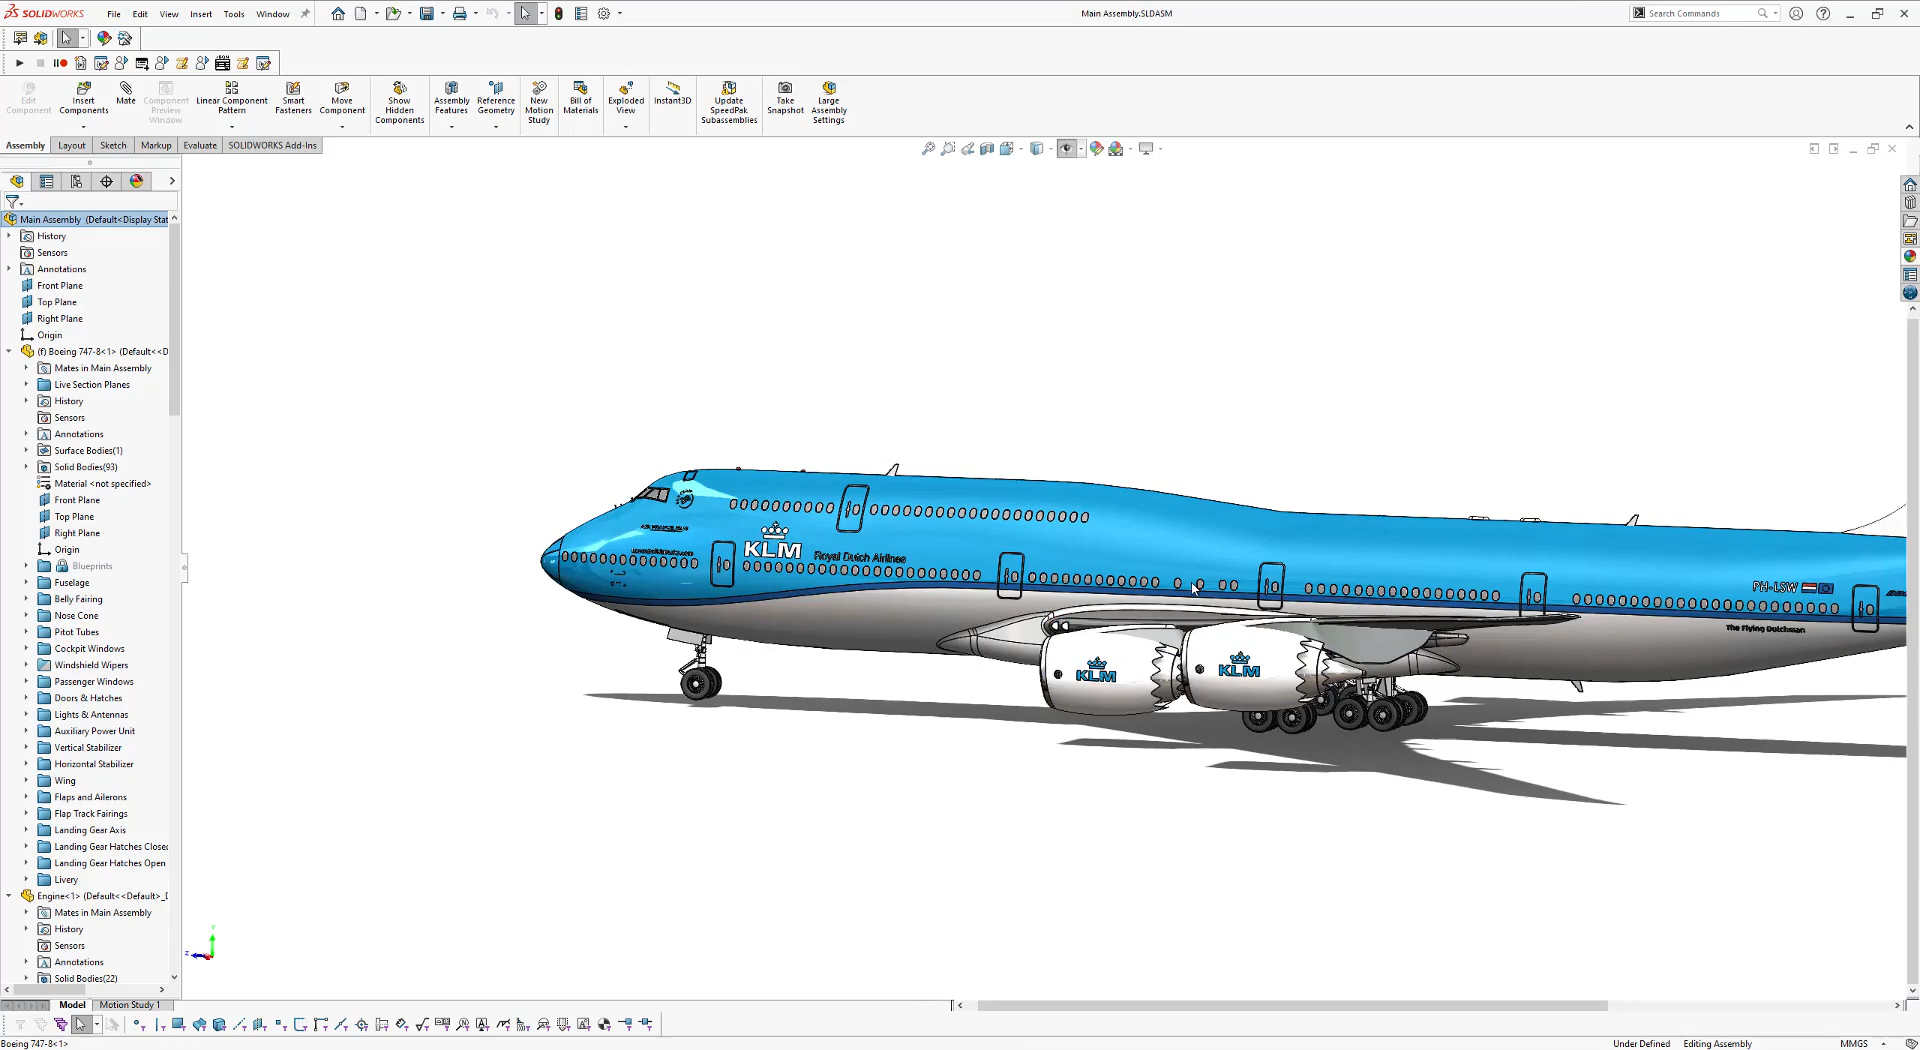 SOLIDWORKS File Edit View Insert Tools Window Main Assembly.SLDASM Search Commands
Edit Component
Insert Components
Mate
Component Preview Window
Linear Component Pattern
Smart Fasteners
Move Component
Show Hidden Components
Assembly Features
Reference Geometry
New Motion Study
Bill of Materials
Exploded View
Instant3D
Update SpeedPak Subassemblies
Take Snapshot
Large Assembly Settings
Assembly Layout Sketch Markup Evaluate SOLIDWORKS Add-Ins
Main Assembly (Default<Display Stat
History
Sensors
Annotations
Front Plane
Top Plane
Right Plane
Origin
(f) Boeing 747-8<1> (Default<<D
Mates in Main Assembly
Live Section Planes
History
Sensors
Annotations
Surface Bodies(1)
Solid Bodies(93)
Material <not specified>
Front Plane
Top Plane
Right Plane
Origin
Blueprints
Fuselage
Belly Fairing
Nose Cone
Pitot Tubes
Cockpit Windows
Windshield Wipers
Passenger Windows
Doors & Hatches
Lights & Antennas
Auxiliary Power Unit
Vertical Stabilizer
Horizontal Stabilizer
Wing
Flaps and Ailerons
Flap Track Fairings
Landing Gear Axis
Landing Gear Hatches Closed
Landing Gear Hatches Open
Livery
Engine<1> (Default<<Default>_D
Mates in Main Assembly
History
Sensors
Annotations
Solid Bodies(22)
KLM Royal Dutch Airlines
PH-LSW
The Flying Dutchman
KLM
KLM
Model Motion Study 1
Boeing 747-8<1> Under Defined Editing Assembly MMGS